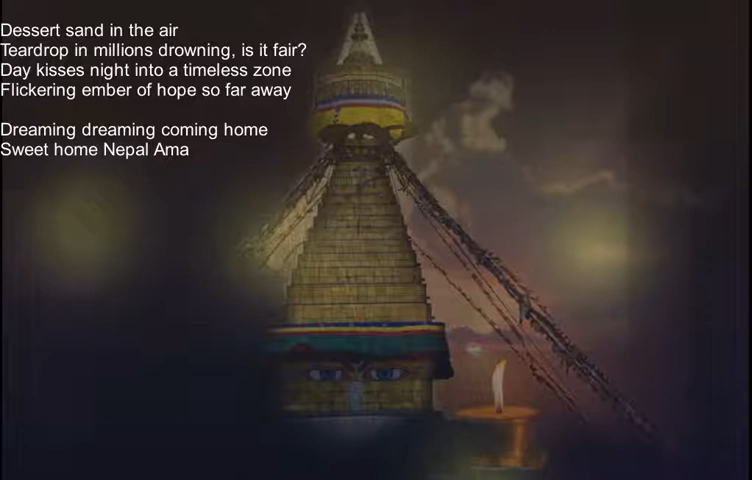 Dessert sand in the air
Teardrop in millions drowning, is it fair?
Day kisses night into a timeless zone
Flickering ember of hope so far away
Dreaming dreaming coming home
Sweet home Nepal Ama